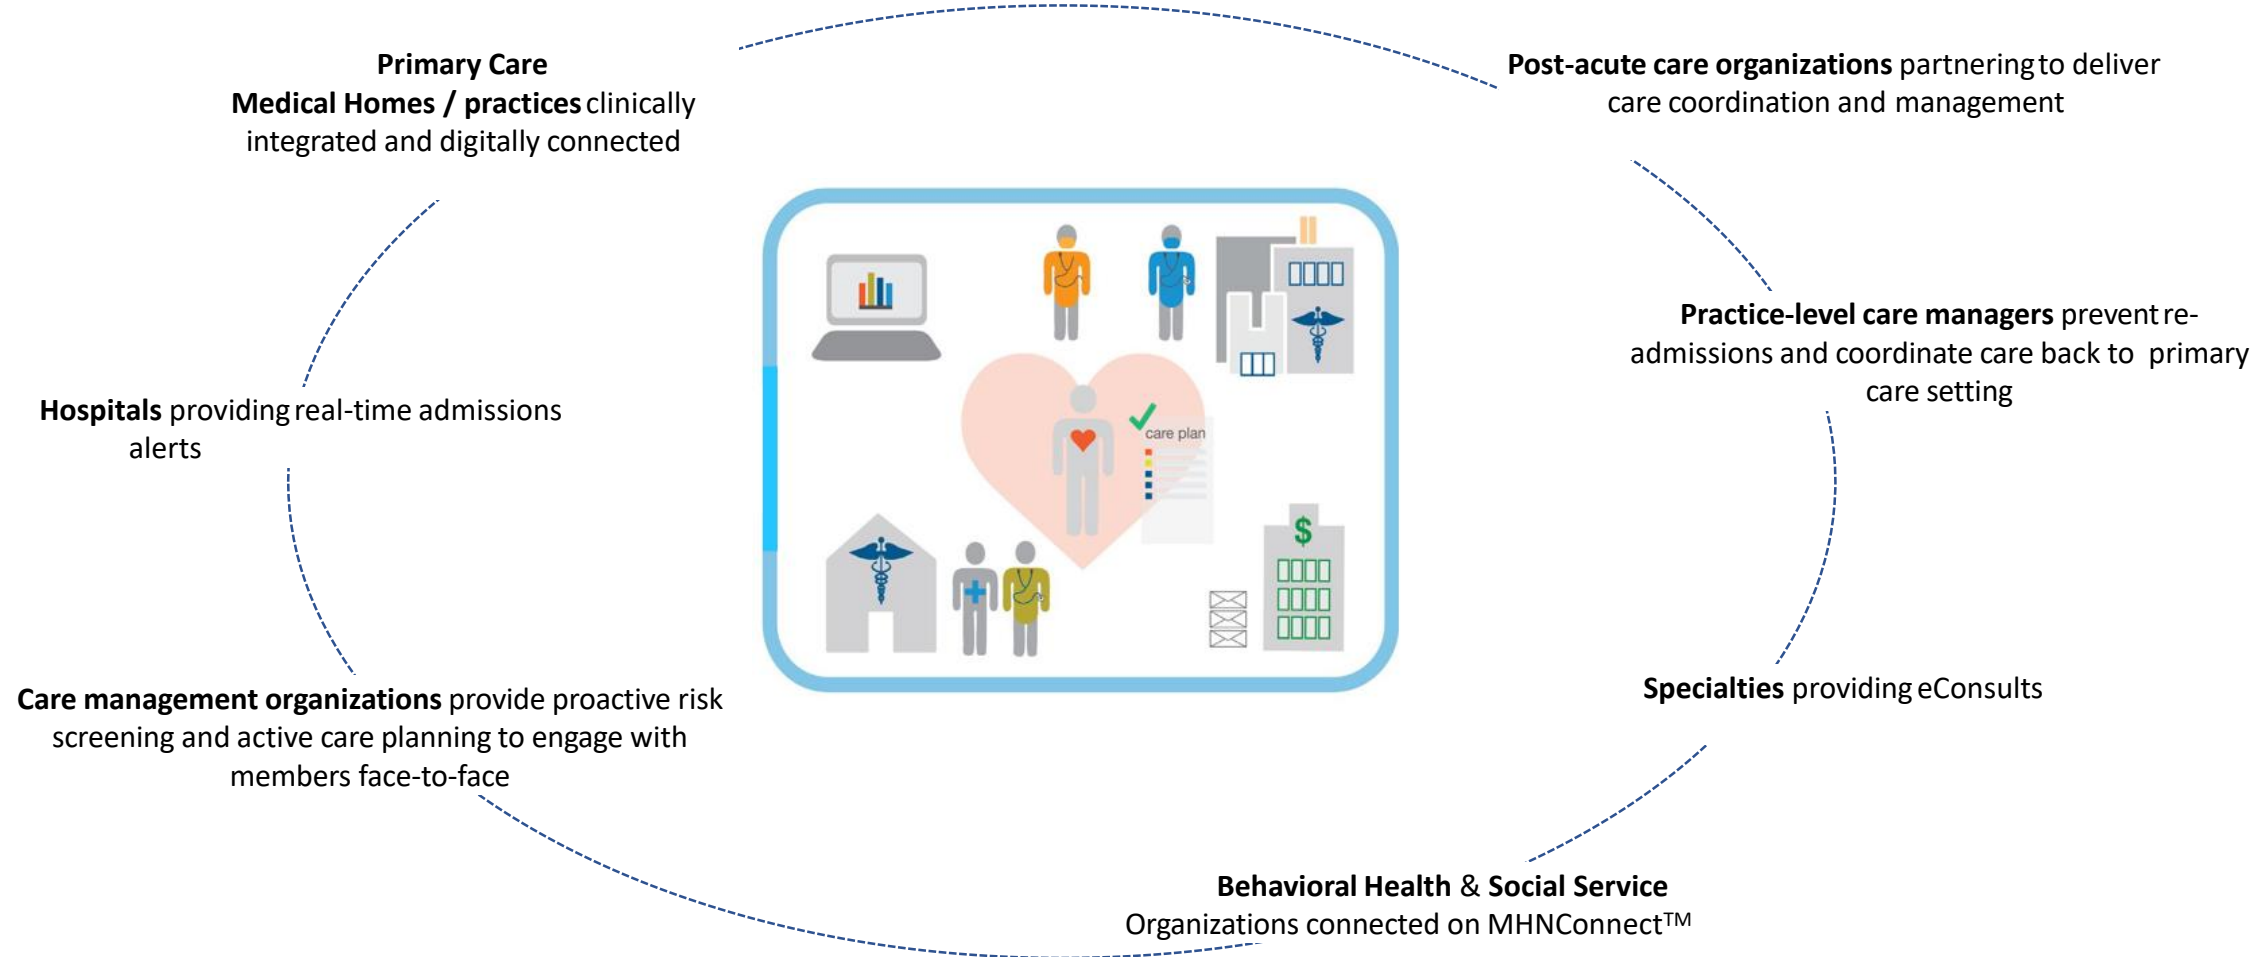 Primary Care
Medical Homes / practices clinically
integrated and digitally connected
Post-acute care organizations partnering to deliver
care coordination and management
Practice-level care managers prevent re-
admissions and coordinate care back to primary
care setting
Hospitals providing real-time admissions
alerts
care plan
$
Care management organizations provide proactive risk
screening and active care planning to engage with
members face-to-face
Specialties providing eConsults
Behavioral Health & Social Service
Organizations connected on MHNConnect™